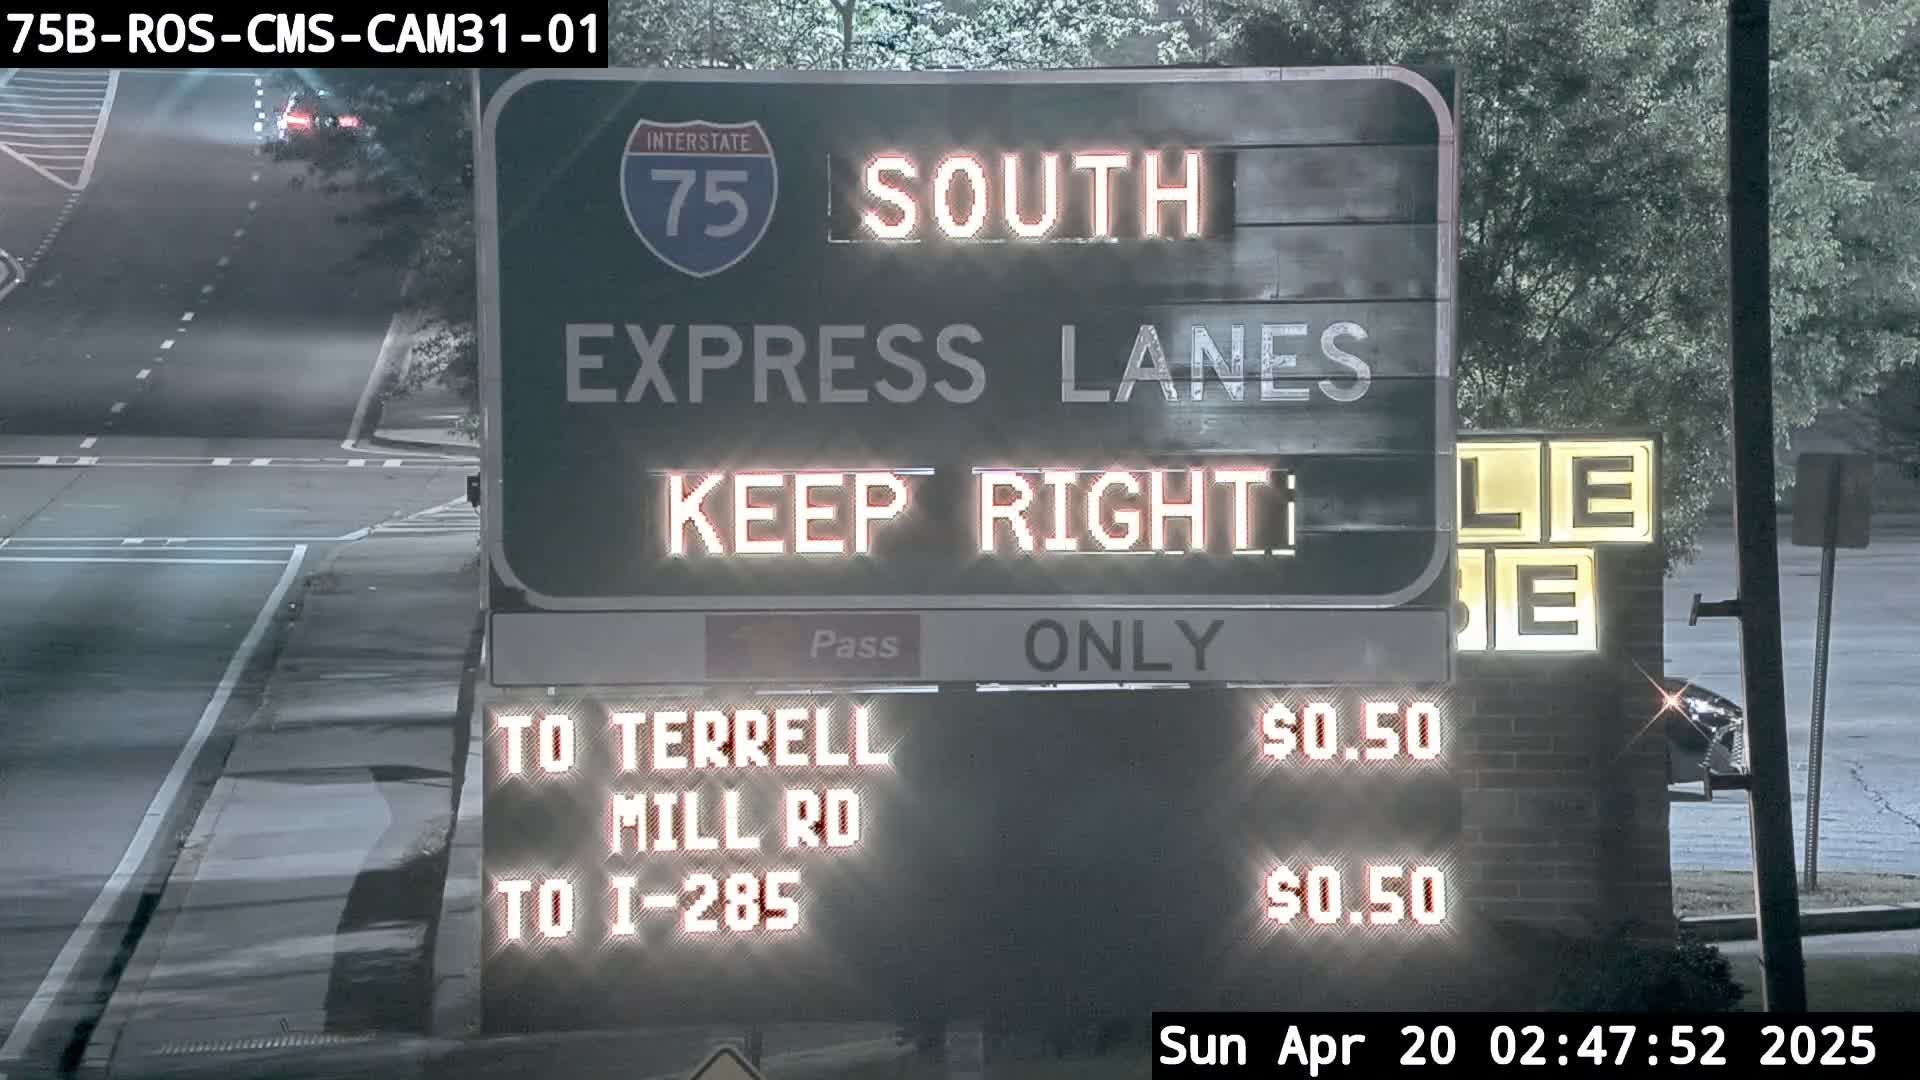 75B-ROS-CMS-CAM31-01
INTERSTATE
75
SOUTH
EXPRESS LANES
KEEP RIGHT
Pass ONLY
TO TERRELL $0.50
MILL RD
TO I-285 $0.50
Sun Apr 20 02:47:52 2025